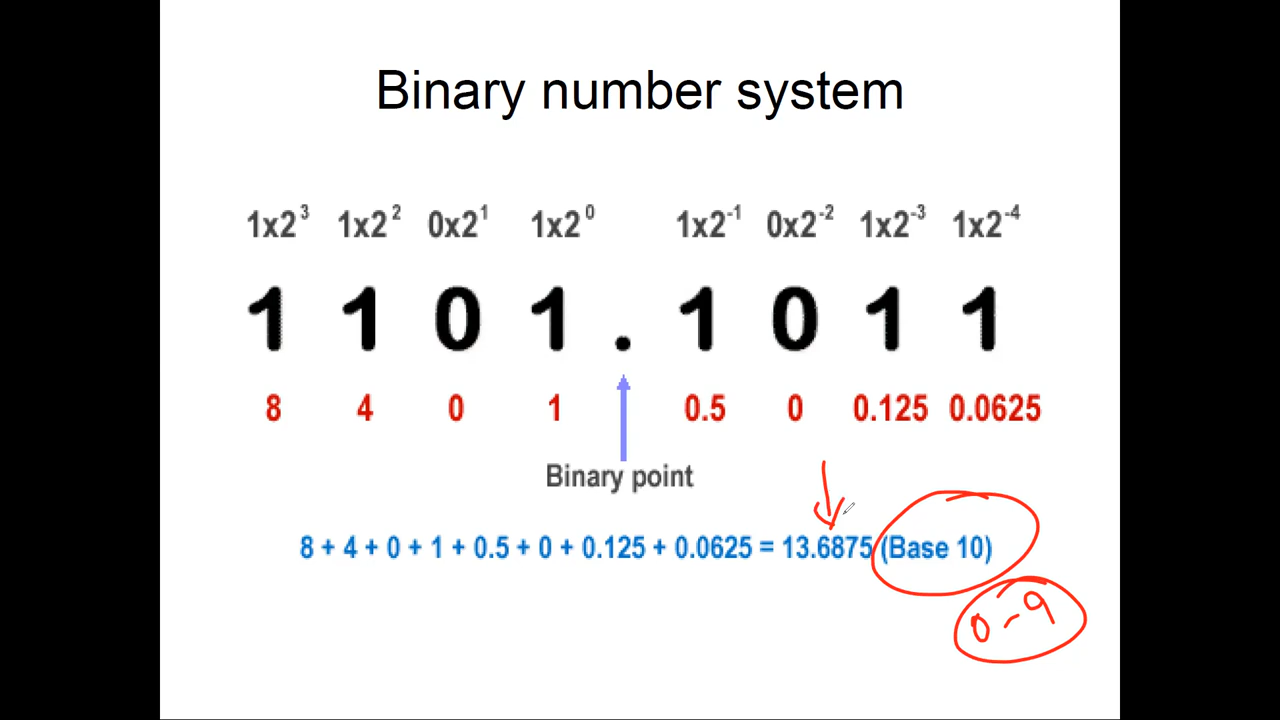 Binary number system
1x2³ 1x2² 0x2¹ 1x2⁰ 1x2⁻¹ 0x2⁻² 1x2⁻³ 1x2⁻⁴
1 1 0 1 . 1 0 1 1
8 4 0 1 0.5 0 0.125 0.0625
Binary point
8 + 4 + 0 + 1 + 0.5 + 0 + 0.125 + 0.0625 = 13.6875 (Base 10)
0-9